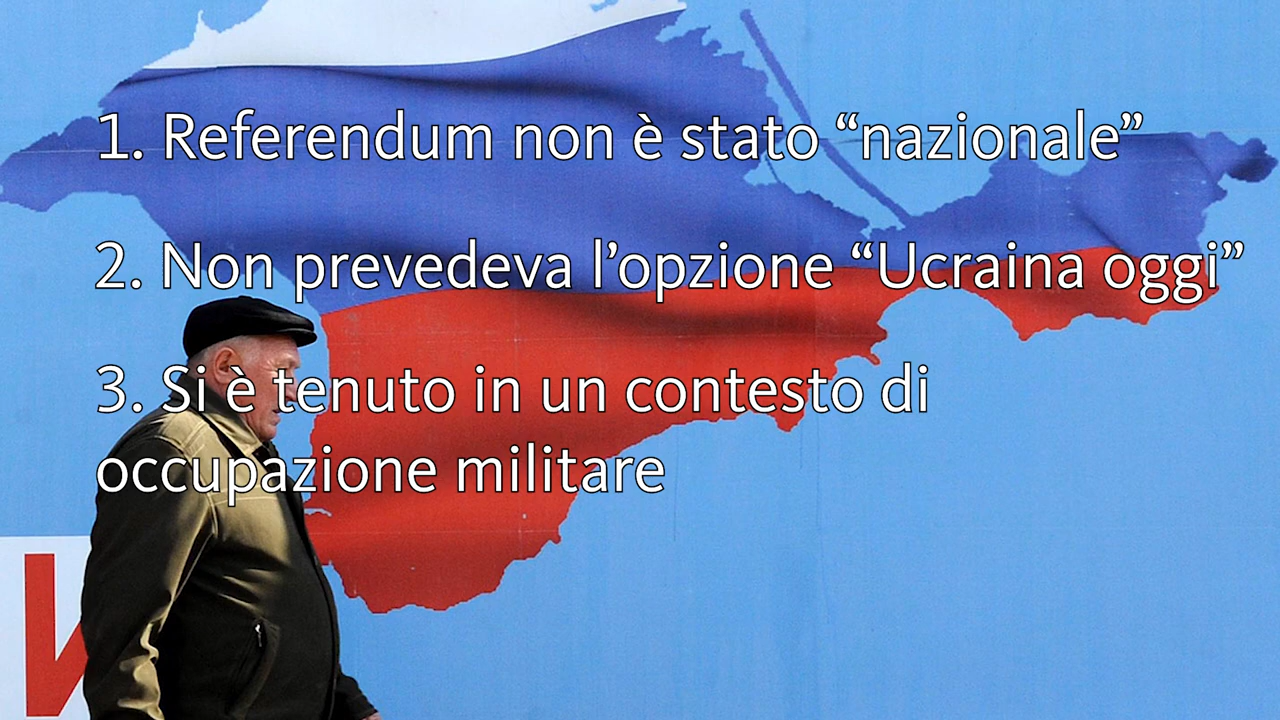 1. Referendum non è stato “nazionale”
2. Non prevedeva l’opzione “Ucraina oggi”
3. Si è tenuto in un contesto di
occupazione militare
И